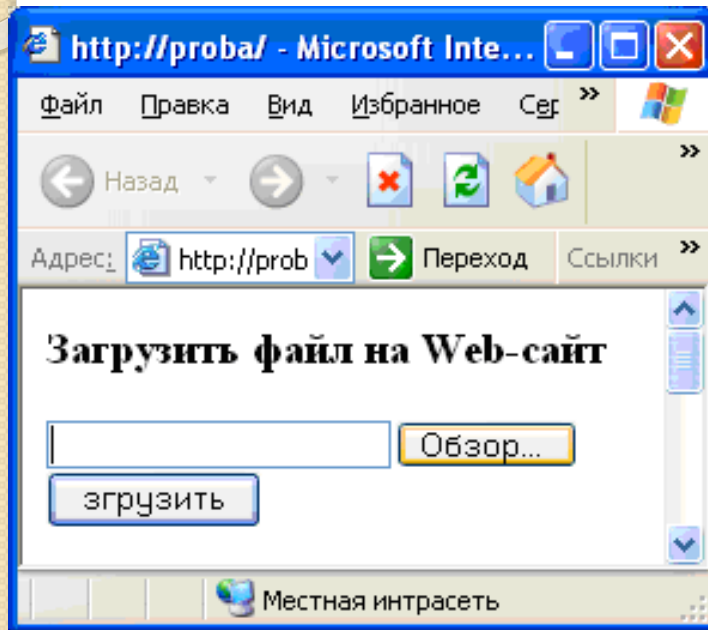 http://proba/ - Microsoft Inte...
Файл Правка Вид Избранное Сер »
Назад »
Адрес: http://prob Переход Ссылки »
Загрузить файл на Web-сайт
Обзор...
згрузить
Местная интрасеть